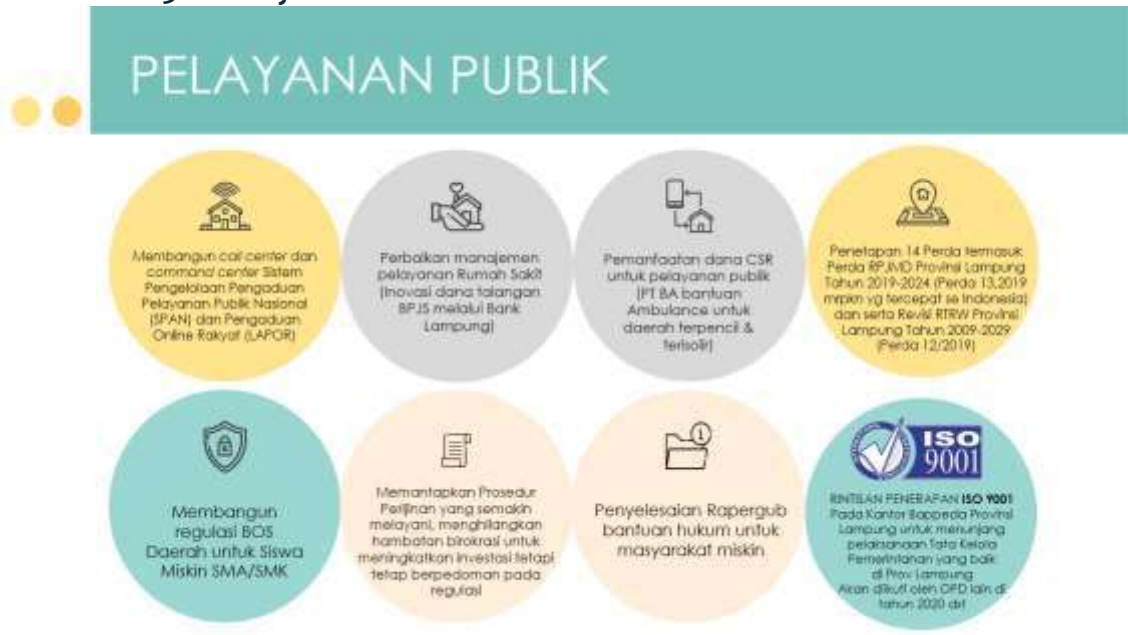 PELAYANAN PUBLIK
Membangun call center dan
command center Sistem
Pengelolaan Pengaduan
Pelayanan Publik Nasional
(SPAN) dan Pengaduan
Online Rakyat (LAPOR)
Perbaikan manajemen
pelayanan Rumah Sakit
(Inovasi dana talangan
BPJS melalui Bank
Lampung)
Pemanfaatan dana CSR
untuk pelayanan publik
(PT BA bantuan
Ambulance untuk
daerah terpencil &
terisolir)
Penetapan 14 Perda termasuk
Perda RPJMD Provinsi Lampung
Tahun 2019-2024 (Perda 13,2019
mrpkn yg tercepat se Indonesia)
dan serta Revisi RTRW Provinsi
Lampung Tahun 2009-2029
(Perda 12/2019)
Membangun
regulasi BOS
Daerah untuk Siswa
Miskin SMA/SMK
Memantapkan Prosedur
Perijinan yang semakin
melayani, menghilangkan
hambatan birokrasi untuk
meningkatkan investasi tetapi
tetap berpedoman pada
regulasi
1
Penyelesaian Rapergub
bantuan hukum untuk
masyarakat miskin
ISO
9001
RINTISAN PENERAPAN ISO 9001
Pada Kantor Bappeda Provinsi
Lampung untuk menunjang
pelaksanaan Tata Kelola
Pemerintahan yang baik
di Prov Lampung
Akan diikuti oleh OPD lain di
tahun 2020 dst